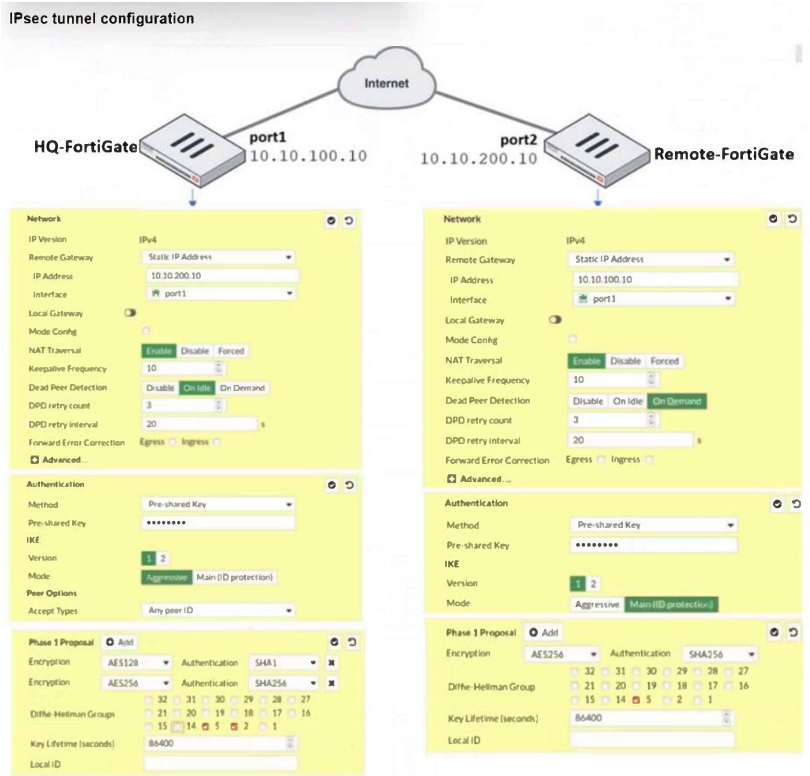 IPsec tunnel configuration
Internet
HQ-FortiGate
port1
10.10.100.10
port2
10.10.200.10
Remote-FortiGate
Network
IP Version IPv4
Remote Gateway Static IP Address
IP Address 10.10.200.10
Interface port1
Local Gateway
Mode Config
NAT Traversal Enable Disable Forced
Keepalive Frequency 10
Dead Peer Detection Disable On Idle On Demand
DPD retry count 3
DPD retry interval 20 s
Forward Error Correction Egress Ingress
Advanced...
Authentication
Method Pre-shared Key
Pre-shared Key ••••••••
IKE
Version 1 2
Mode Aggressive Main (ID protection)
Peer Options
Accept Types Any peer ID
Phase 1 Proposal Add
Encryption AES128 Authentication SHA1
Encryption AES256 Authentication SHA256
32 31 30 29 28 27
Diffie-Hellman Groups 21 20 19 18 17 16
15 14 5 2 1
Key Lifetime (seconds) 86400
Local ID
Network
IP Version IPv4
Remote Gateway Static IP Address
IP Address 10.10.100.10
Interface port1
Local Gateway
Mode Config
NAT Traversal Enable Disable Forced
Keepalive Frequency 10
Dead Peer Detection Disable On Idle On Demand
DPD retry count 3
DPD retry interval 20 s
Forward Error Correction Egress Ingress
Advanced...
Authentication
Method Pre-shared Key
Pre-shared Key ••••••••
IKE
Version 1 2
Mode Aggressive Main (ID protection)
Phase 1 Proposal Add
Encryption AES256 Authentication SHA256
32 31 30 29 28 27
Diffie-Hellman Group 21 20 19 18 17 16
15 14 5 2 1
Key Lifetime (seconds) 86400
Local ID